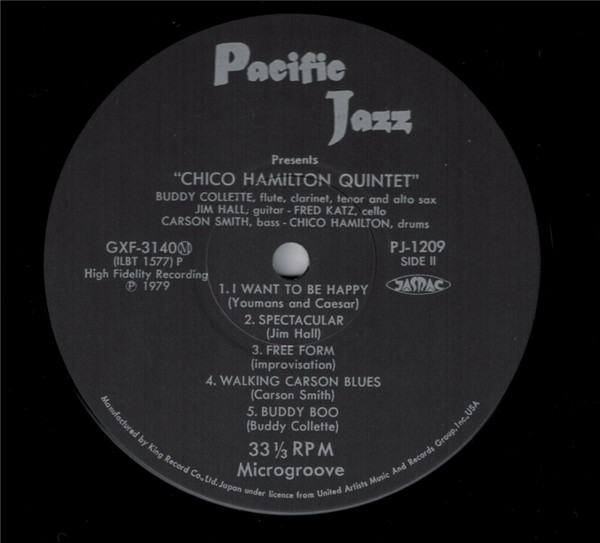 Pacific
Jazz
Presents
"CHICO HAMILTON QUINTET"
BUDDY COLLETTE, flute, clarinet, tenor and alto sax
JIM HALL, guitar - FRED KATZ, cello
CARSON SMITH, bass - CHICO HAMILTON, drums
GXF-3140 Ⓜ
(ILBT 1577) P
High Fidelity Recording
Ⓟ 1979
PJ-1209
SIDE II
JASRAC
1. I WANT TO BE HAPPY
(Youmans and Caesar)
2. SPECTACULAR
(Jim Hall)
3. FREE FORM
(improvisation)
4. WALKING CARSON BLUES
(Carson Smith)
5. BUDDY BOO
(Buddy Collette)
33 1/3 RPM
Microgroove
Manufactured by King Record Co., Ltd. Japan under licence from United Artists Music And Records Group, Inc., USA